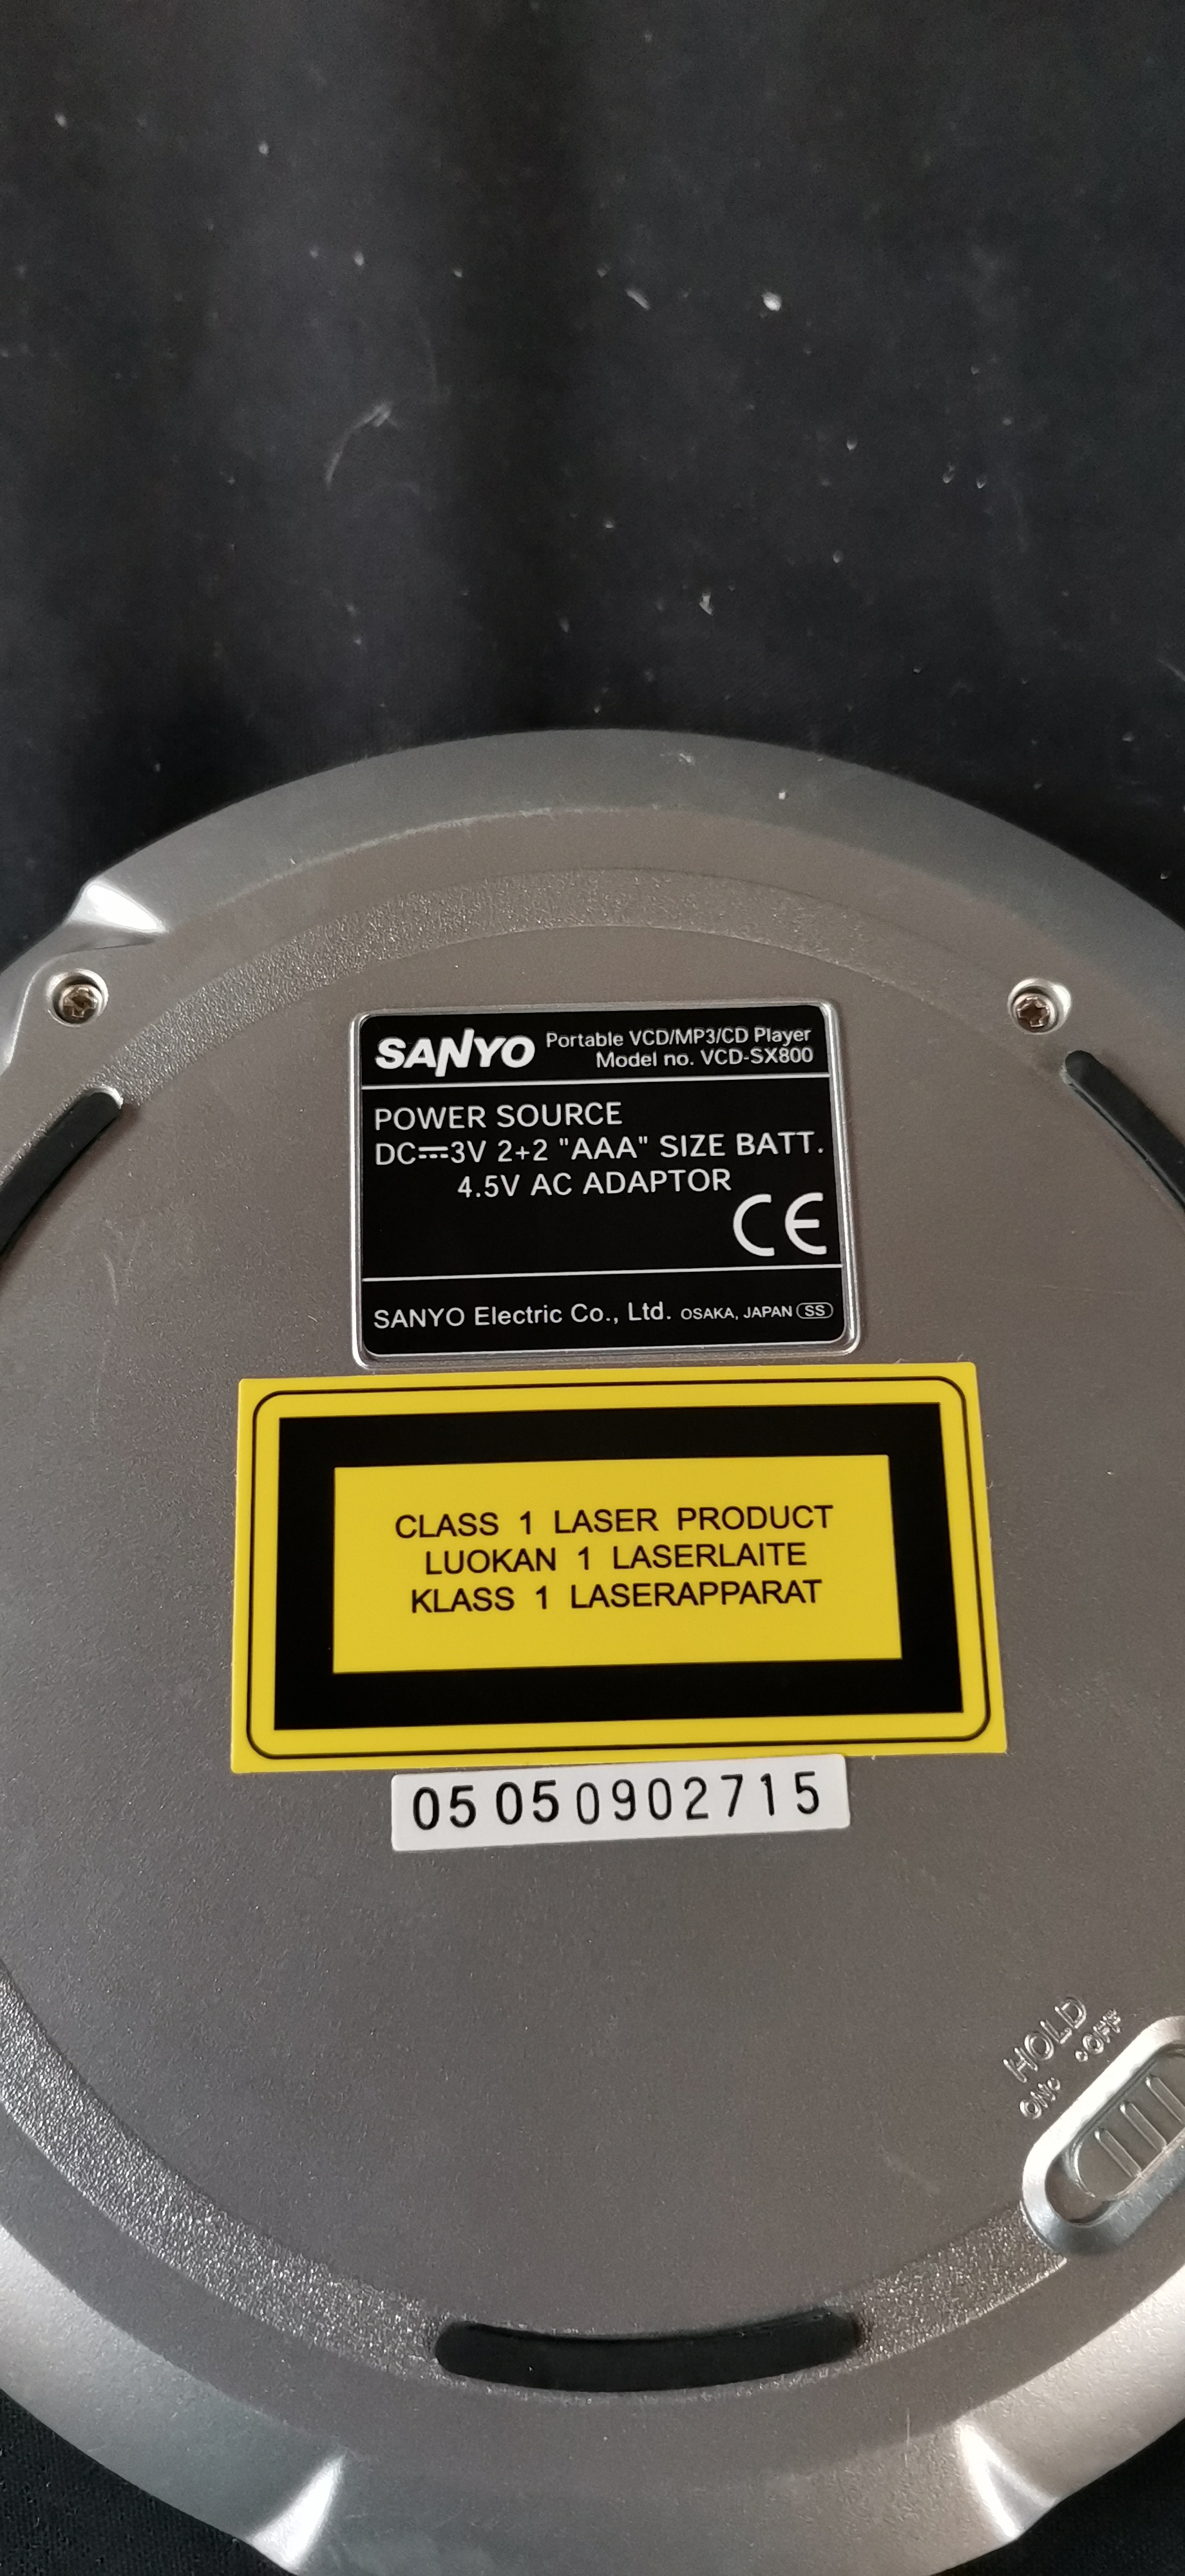 SANYO Portable VCD/MP3/CD Player
Model no. VCD-SX800
POWER SOURCE
DC⎓3V 2+2 "AAA" SIZE BATT.
4.5V AC ADAPTOR
CE
SANYO Electric Co., Ltd. OSAKA, JAPAN SS
CLASS 1 LASER PRODUCT
LUOKAN 1 LASERLAITE
KLASS 1 LASERAPPARAT
05 050902715
HOLD
ON OFF